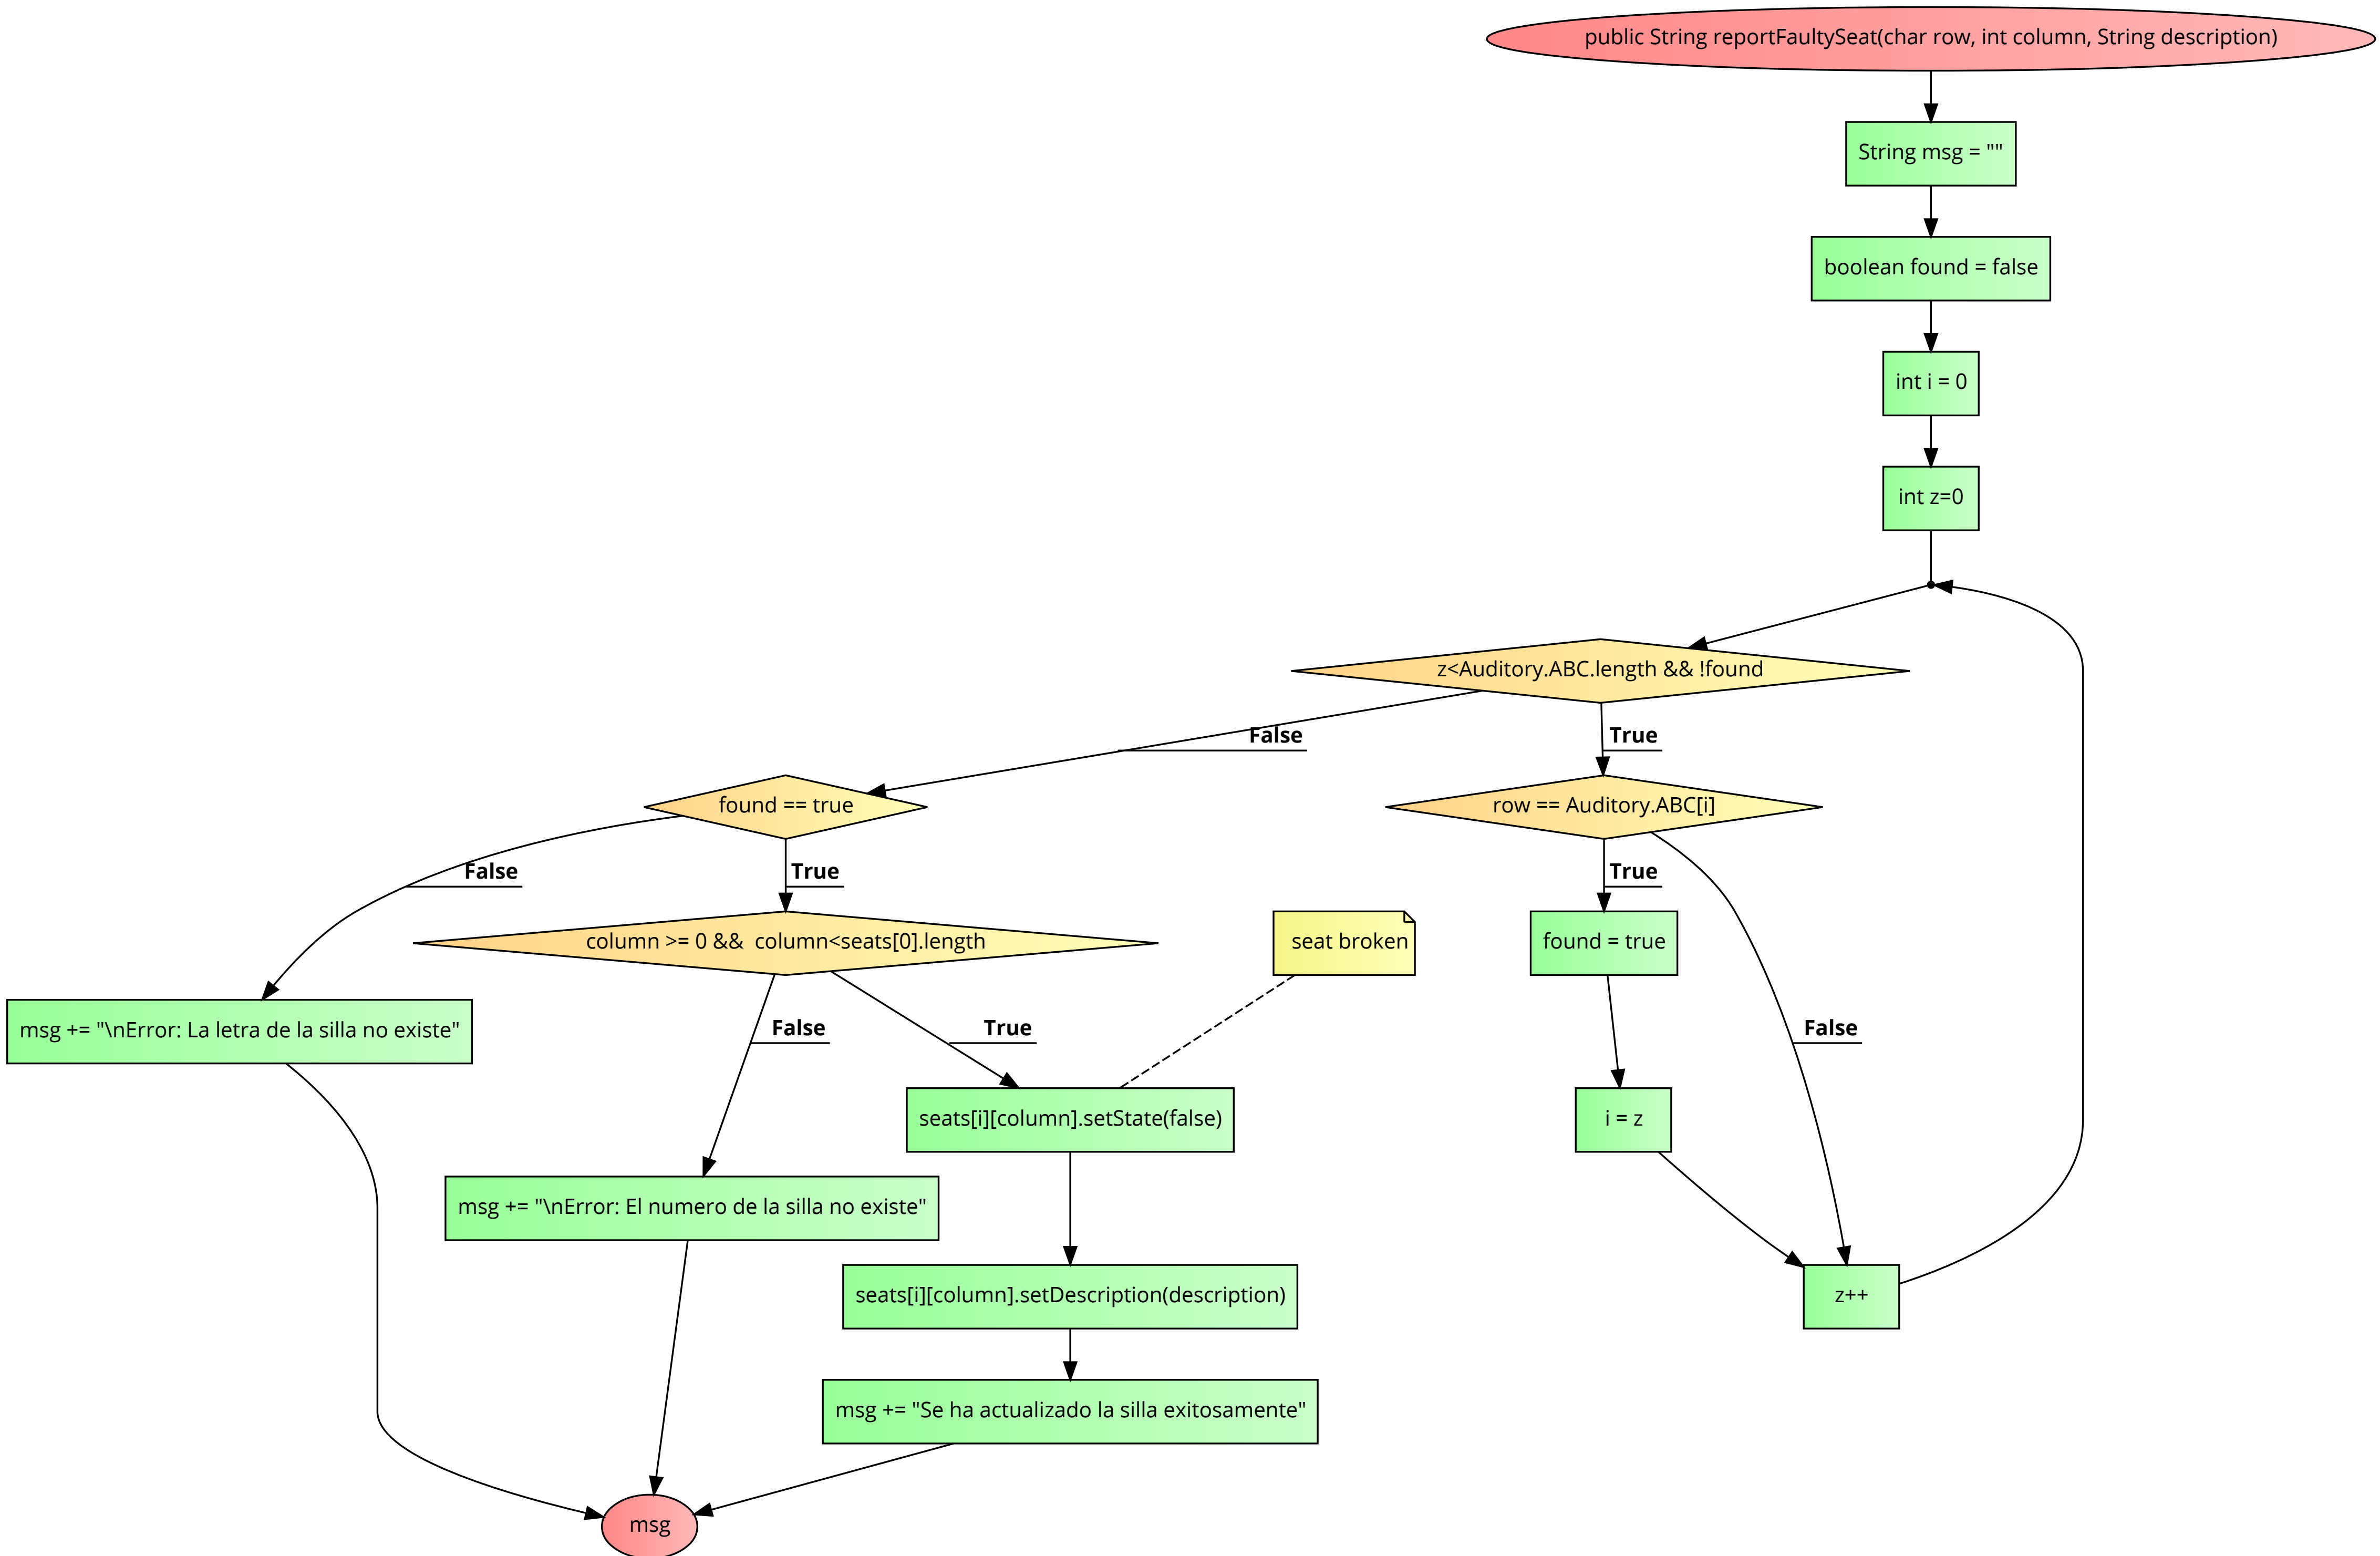 public String reportFaultySeat(char row, int column, String description)
String msg = ""
boolean found = false
int i = 0
int z=0
z<Auditory.ABC.length && !found
False
True
found == true
row == Auditory.ABC[i]
False
True
True
column >= 0 &&  column<seats[0].length
seat broken
found = true
msg += "\nError: La letra de la silla no existe"
False
True
False
seats[i][column].setState(false)
i = z
msg += "\nError: El numero de la silla no existe"
seats[i][column].setDescription(description)
z++
msg += "Se ha actualizado la silla exitosamente"
msg